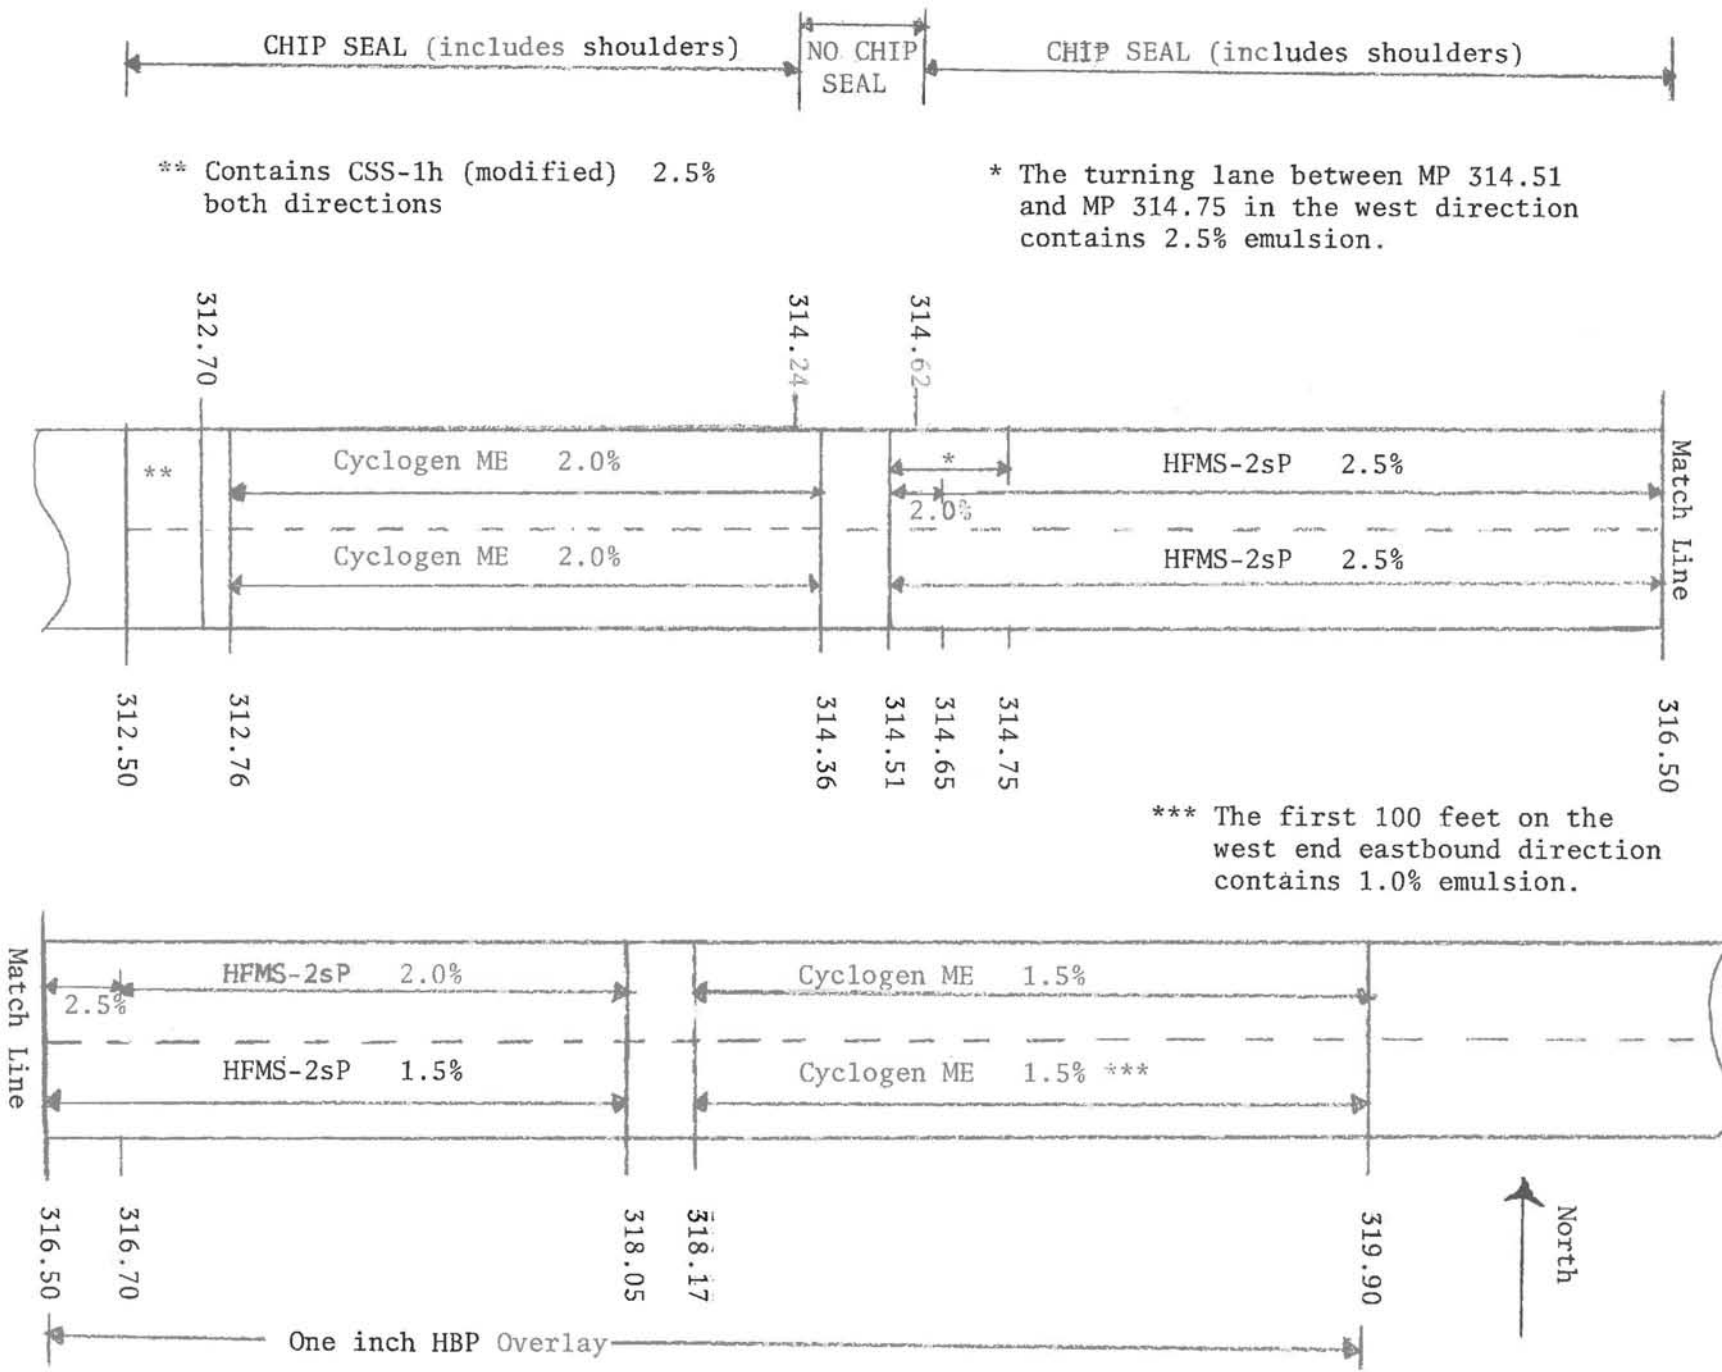 CHIP SEAL (includes shoulders)
NO CHIP
SEAL
CHIP SEAL (includes shoulders)
** Contains CSS-1h (modified) 2.5%
both directions
* The turning lane between MP 314.51
and MP 314.75 in the west direction
contains 2.5% emulsion.
312.70
314.24
314.62
**
Cyclogen ME 2.0%
*
HFMS-2sP 2.5%
2.0%
Cyclogen ME 2.0%
HFMS-2sP 2.5%
Match Line
312.50
312.76
314.36
314.51
314.65
314.75
316.50
*** The first 100 feet on the
west end eastbound direction
contains 1.0% emulsion.
Match Line
HFMS-2sP 2.0%
2.5%
Cyclogen ME 1.5%
HFMS-2sP 1.5%
Cyclogen ME 1.5% ***
316.50
316.70
318.05
318.17
319.90
North
One inch HBP Overlay